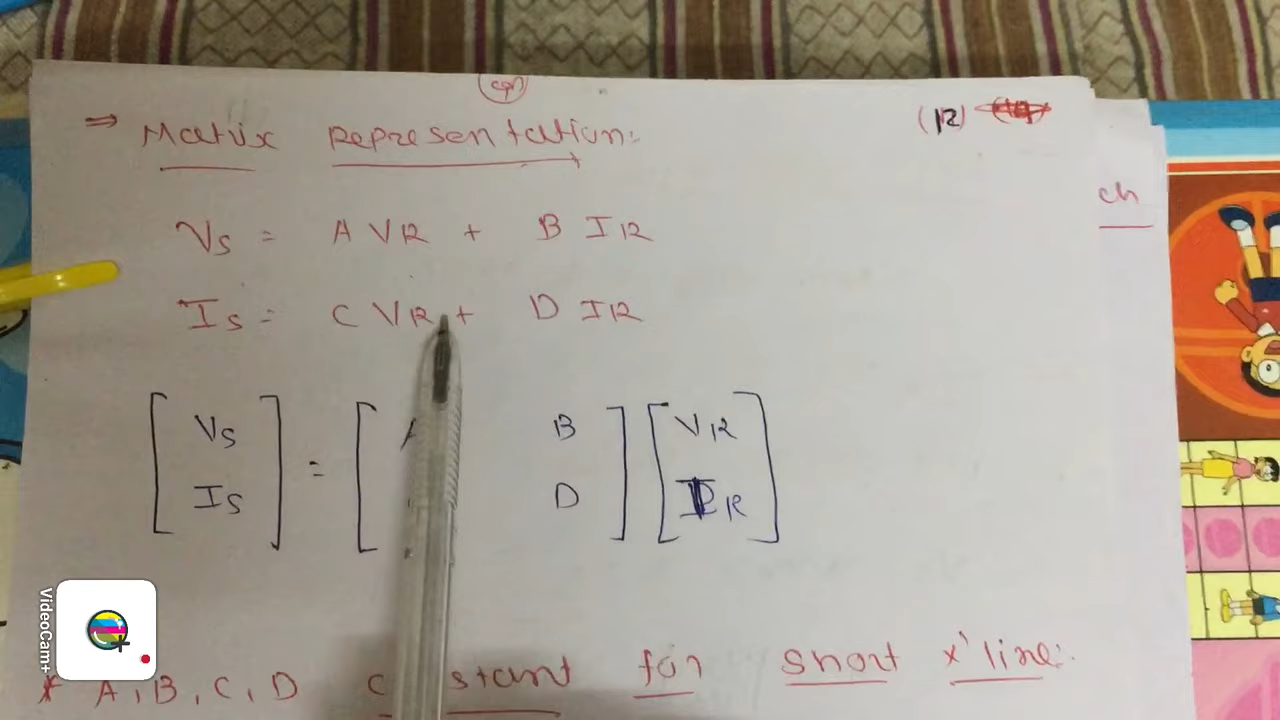 (12)
⇒ Matrix Representation:
ch
VS = A VR + B IR
IS = C VR + D IR
VS
IS
=
B
D
VR
IR
VideoCam+
* A, B, C, D stant for short x' line: